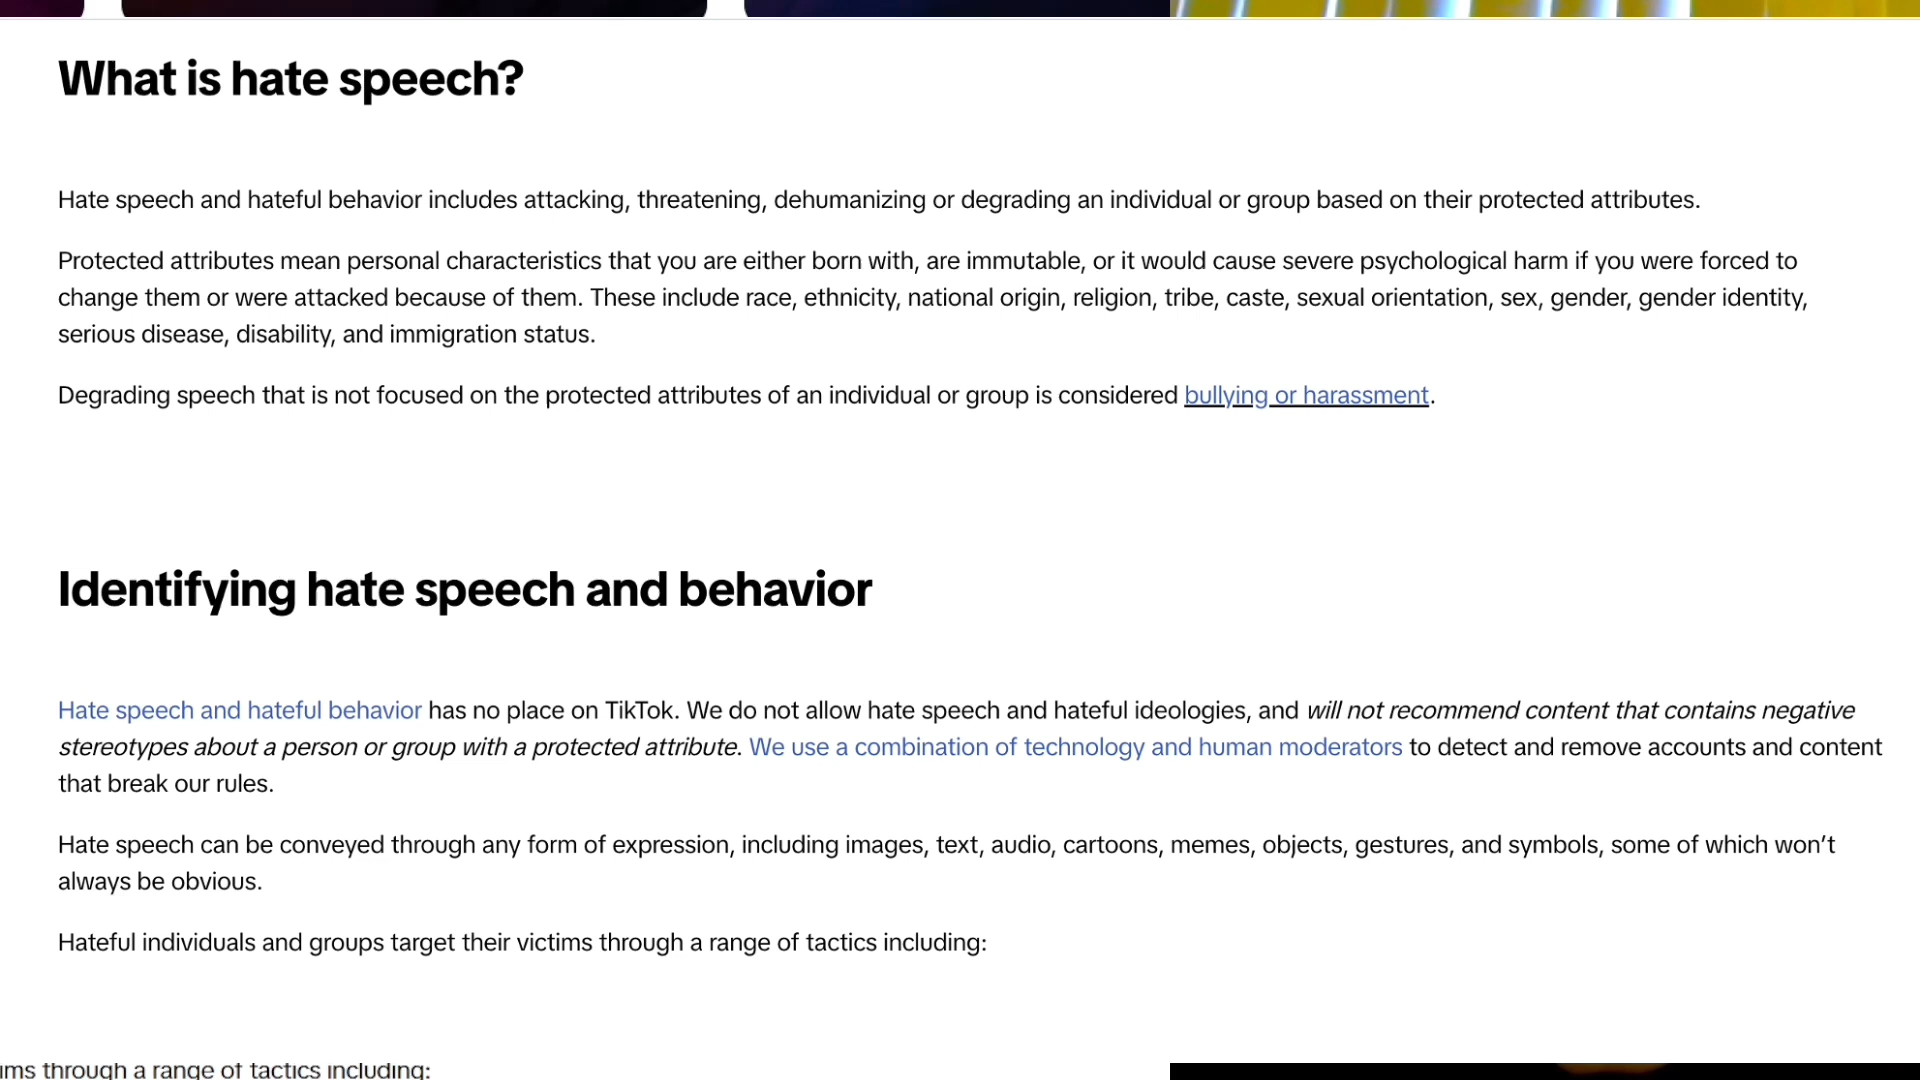 What is hate speech?
Hate speech and hateful behavior includes attacking, threatening, dehumanizing or degrading an individual or group based on their protected attributes.
Protected attributes mean personal characteristics that you are either born with, are immutable, or it would cause severe psychological harm if you were forced to
change them or were attacked because of them. These include race, ethnicity, national origin, religion, tribe, caste, sexual orientation, sex, gender, gender identity,
serious disease, disability, and immigration status.
Degrading speech that is not focused on the protected attributes of an individual or group is considered bullying or harassment.
Identifying hate speech and behavior
Hate speech and hateful behavior has no place on TikTok. We do not allow hate speech and hateful ideologies, and will not recommend content that contains negative
stereotypes about a person or group with a protected attribute. We use a combination of technology and human moderators to detect and remove accounts and content
that break our rules.
Hate speech can be conveyed through any form of expression, including images, text, audio, cartoons, memes, objects, gestures, and symbols, some of which won’t
always be obvious.
Hateful individuals and groups target their victims through a range of tactics including:
ims through a range of tactics including: